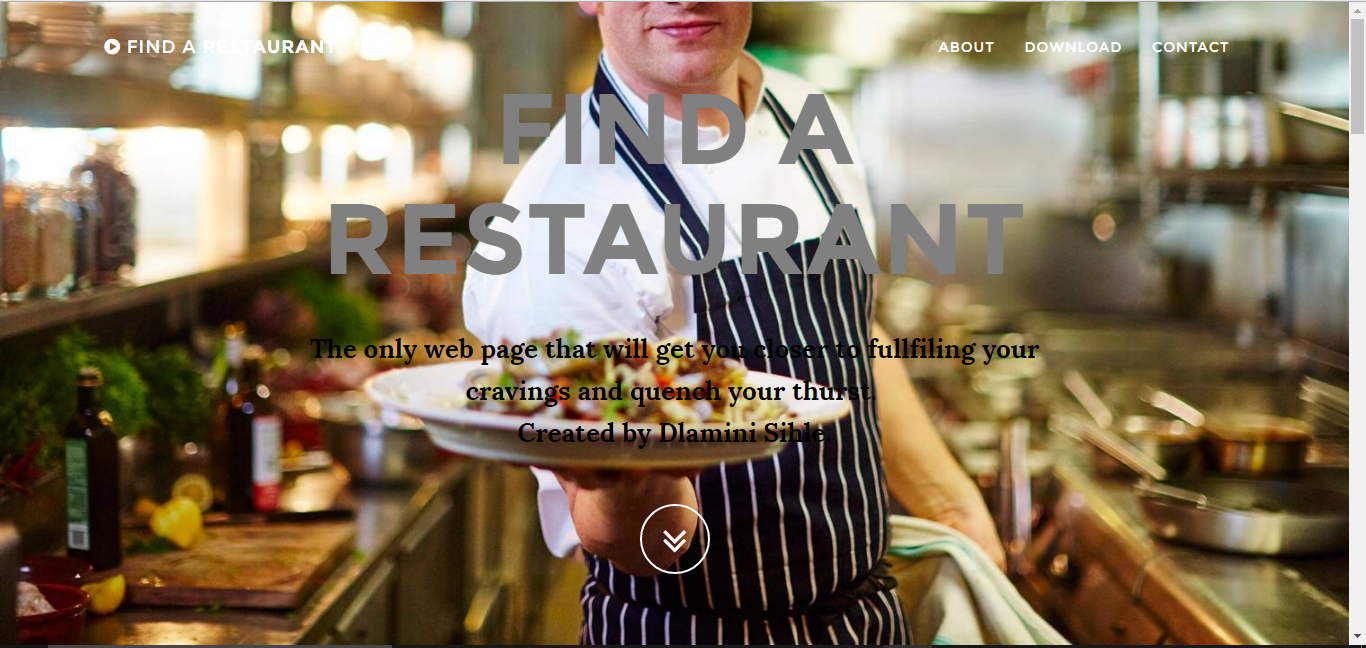 FIND A RESTAURANT
ABOUT DOWNLOAD CONTACT
FIND A
RESTAURANT
The only web page that will get you closer to fullfiling your
cravings and quench your thurst.
Created by Dlamini Sihle.